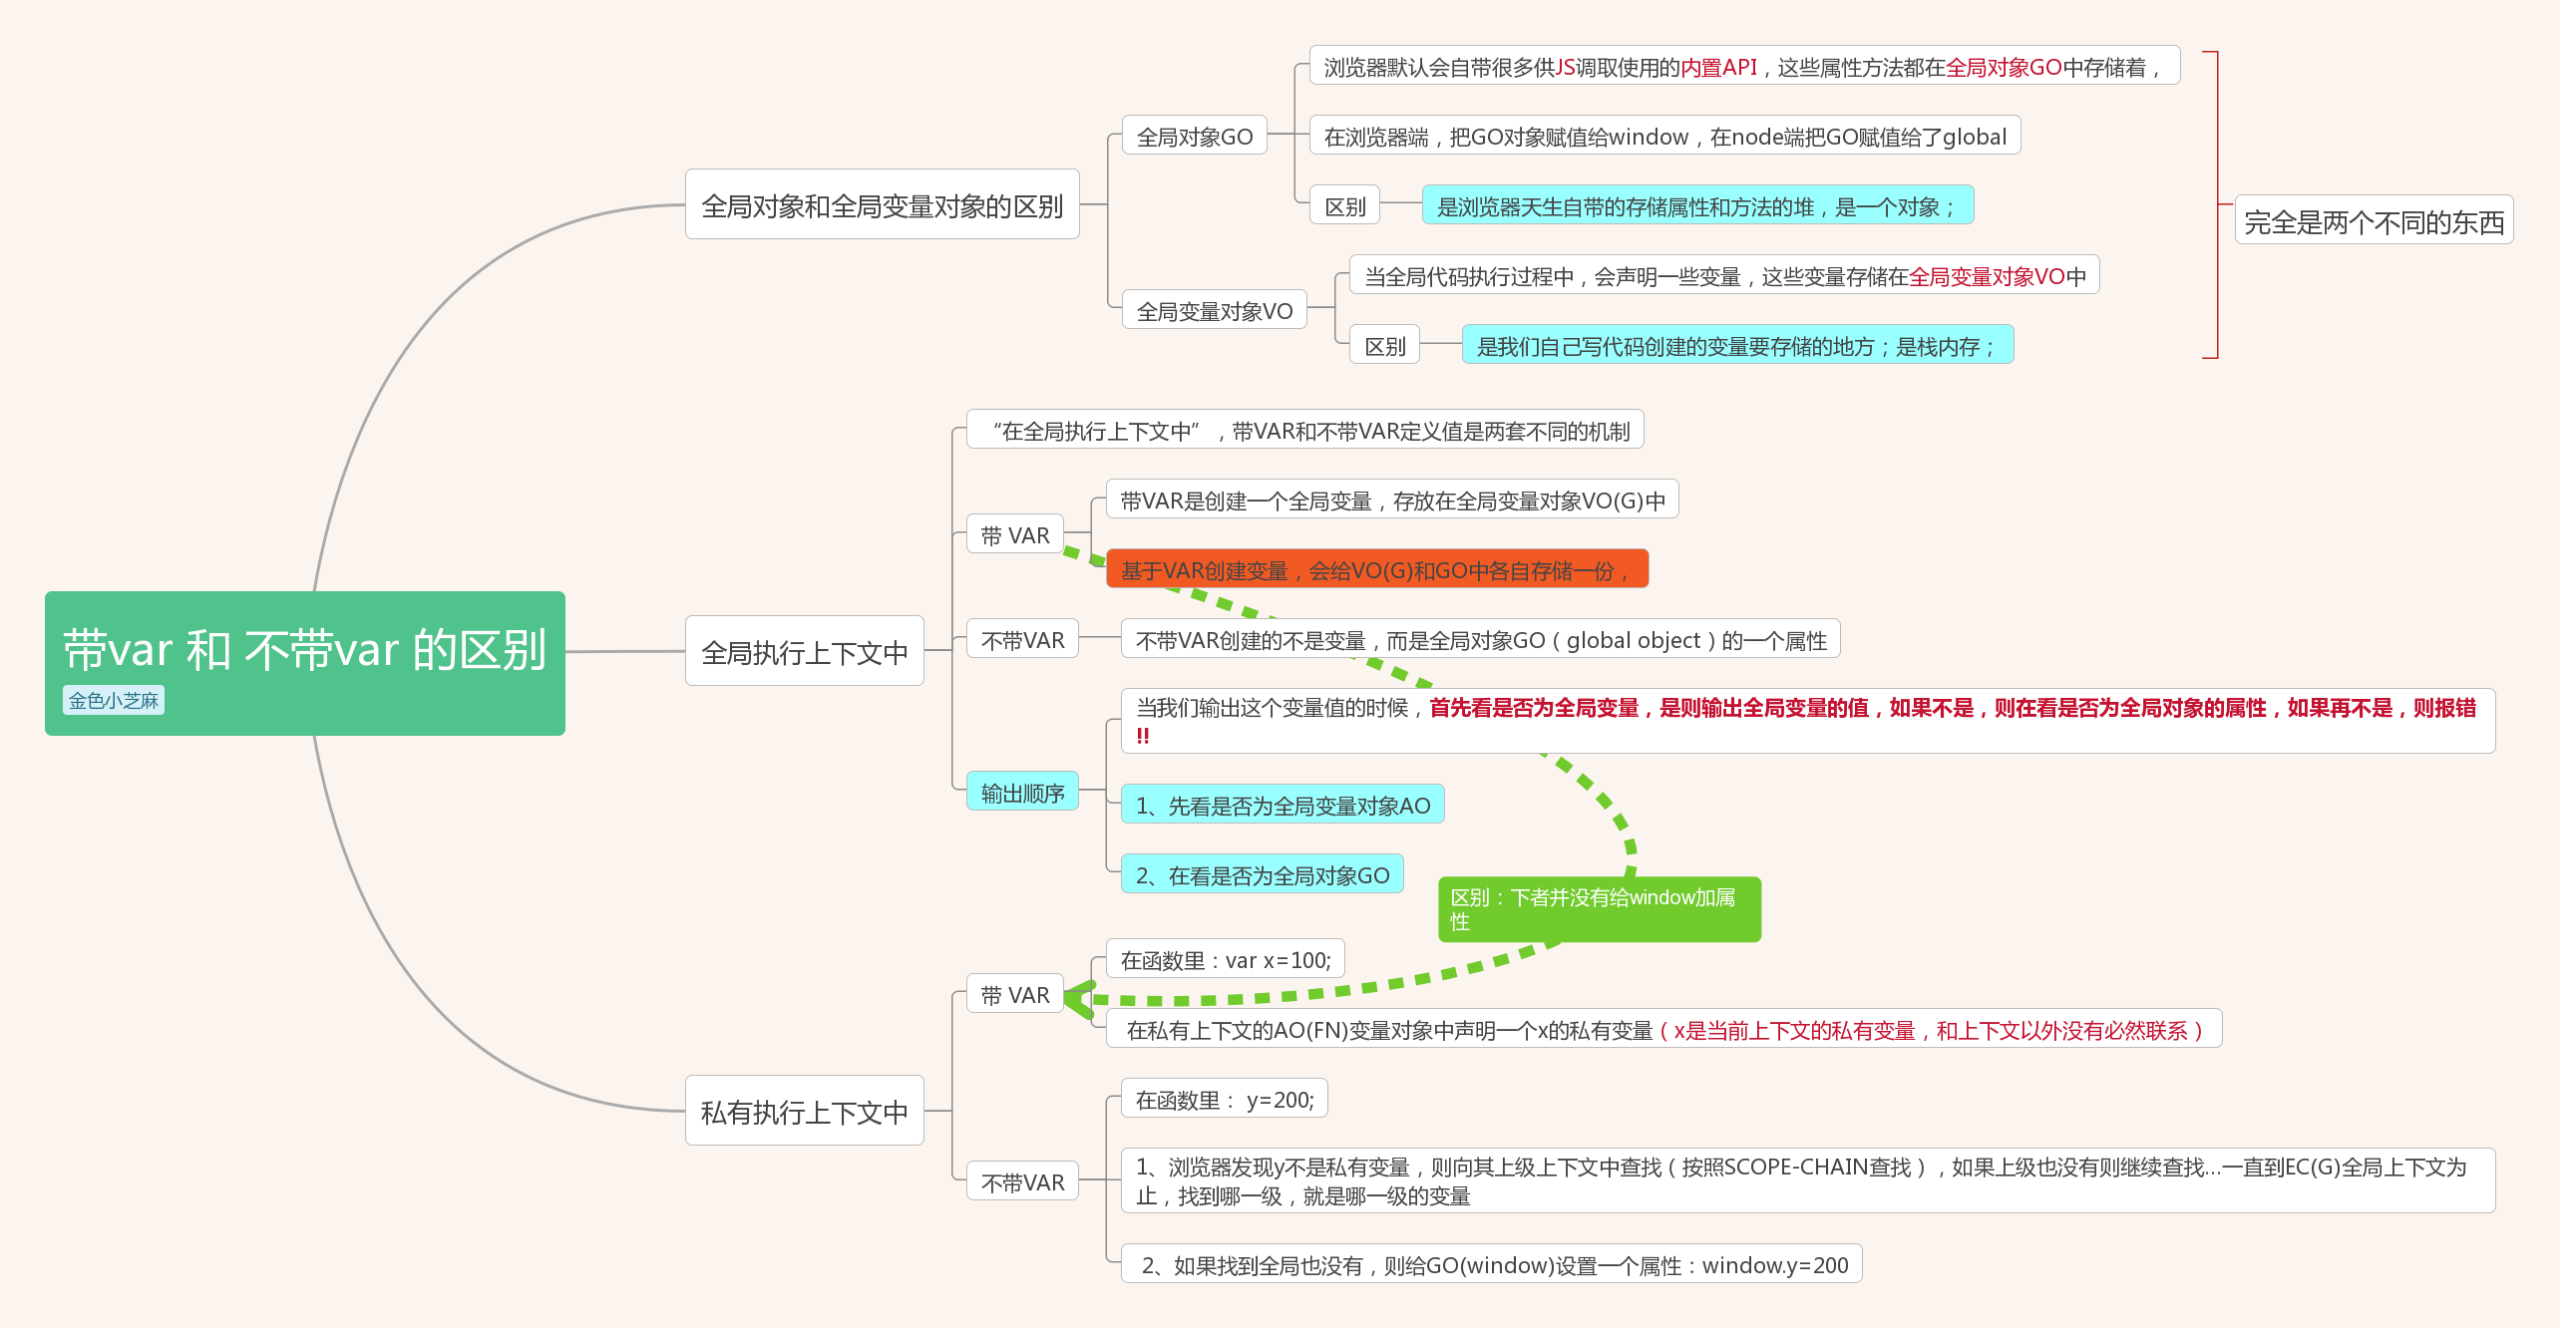 带var 和 不带var 的区别
金色小芝麻
全局对象和全局变量对象的区别
全局对象GO
浏览器默认会自带很多供JS调取使用的内置API，这些属性方法都在全局对象GO中存储着，
在浏览器端，把GO对象赋值给window，在node端把GO赋值给了global
区别
是浏览器天生自带的存储属性和方法的堆，是一个对象；
全局变量对象VO
当全局代码执行过程中，会声明一些变量，这些变量存储在全局变量对象VO中
区别
是我们自己写代码创建的变量要存储的地方；是栈内存；
完全是两个不同的东西
全局执行上下文中
“在全局执行上下文中” ，带VAR和不带VAR定义值是两套不同的机制
带 VAR
带VAR是创建一个全局变量，存放在全局变量对象VO(G)中
基于VAR创建变量，会给VO(G)和GO中各自存储一份，
不带VAR
不带VAR创建的不是变量，而是全局对象GO（global object）的一个属性
输出顺序
当我们输出这个变量值的时候，首先看是否为全局变量，是则输出全局变量的值，如果不是，则在看是否为全局对象的属性，如果再不是，则报错
!!
1、先看是否为全局变量对象AO
2、在看是否为全局对象GO
区别：下者并没有给window加属
性
私有执行上下文中
带 VAR
在函数里：var x=100;
在私有上下文的AO(FN)变量对象中声明一个x的私有变量（x是当前上下文的私有变量，和上下文以外没有必然联系）
不带VAR
在函数里： y=200;
1、浏览器发现y不是私有变量，则向其上级上下文中查找（按照SCOPE-CHAIN查找），如果上级也没有则继续查找...一直到EC(G)全局上下文为
止，找到哪一级，就是哪一级的变量
2、如果找到全局也没有，则给GO(window)设置一个属性：window.y=200